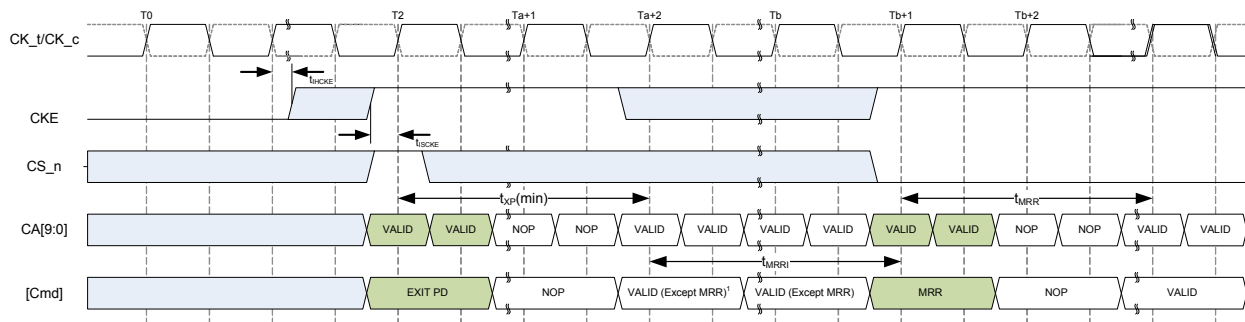 T0 T2 Ta+1 Ta+2 Tb Tb+1 Tb+2
CK_t/CK_c
tIHCKE
CKE
tISCKE
CS_n
tXP(min) tMRR
CA[9:0] VALID VALID NOP NOP VALID VALID VALID VALID VALID VALID NOP NOP VALID VALID
tMRRI
[Cmd] EXIT PD NOP VALID (Except MRR)1 VALID (Except MRR) MRR NOP VALID